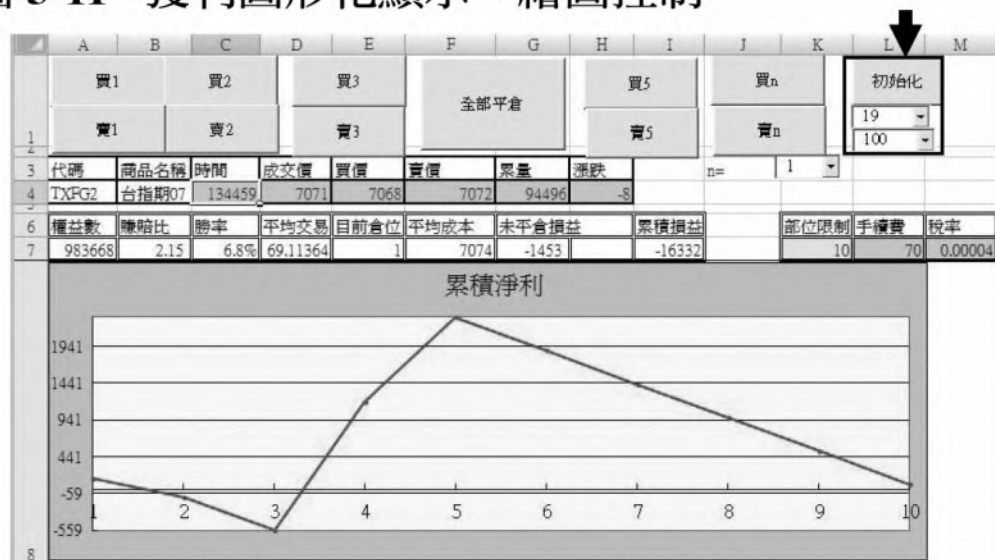 A B C D E F G H I J K L M
買1 買2 買3 全部平倉 買5 買n 初始化
賣1 賣2 賣3 賣5 賣n 19
100
1
2
3 代碼 商品名稱 時間 成交價 買價 賣價 累量 漲跌 n= 1
4 TXFG2 台指期07 134459 7071 7068 7072 94496 -8
6 權益數 賺賠比 勝率 平均交易 目前倉位 平均成本 未平倉損益 累積損益 部位限制 手續費 稅率
7 983668 2.15 6.8% 69.11364 1 7074 -1453 -16332 10 70 0.00004
累積淨利
1941
1441
941
441
-59
1 2 3 4 5 6 7 8 9 10
-559
8